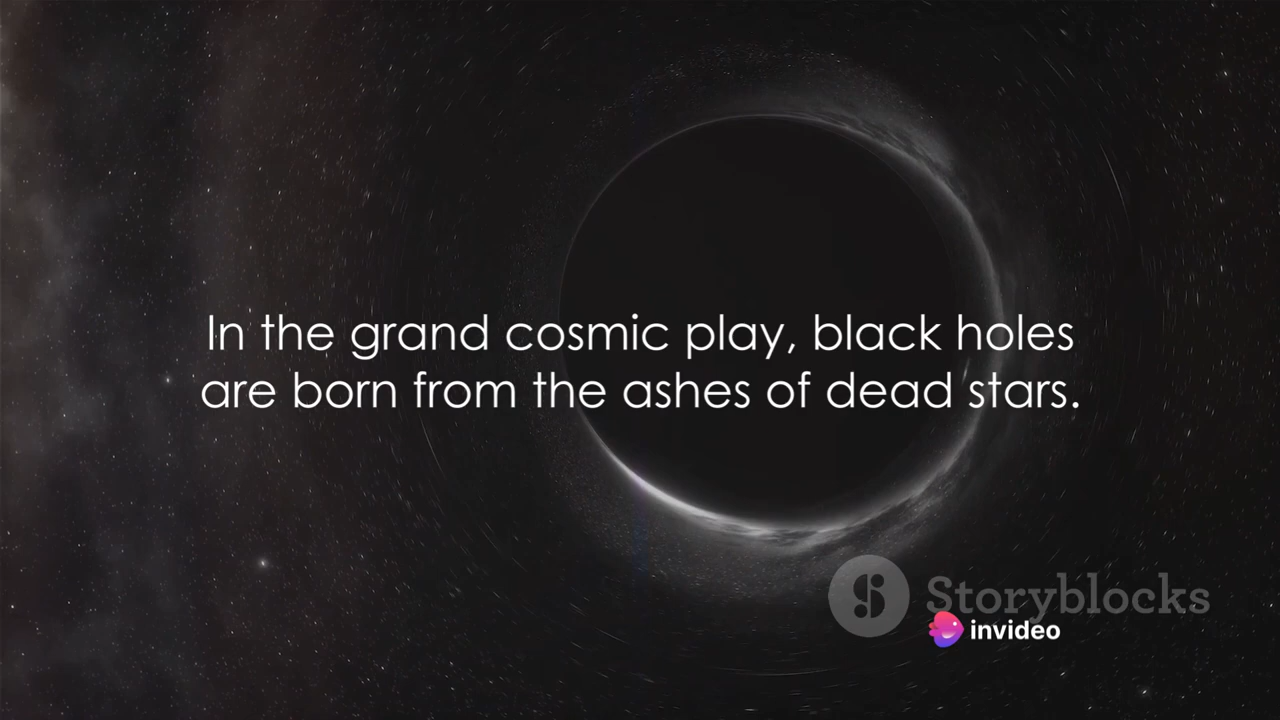 In the grand cosmic play, black holes
are born from the ashes of dead stars.
Storyblocks
invideo